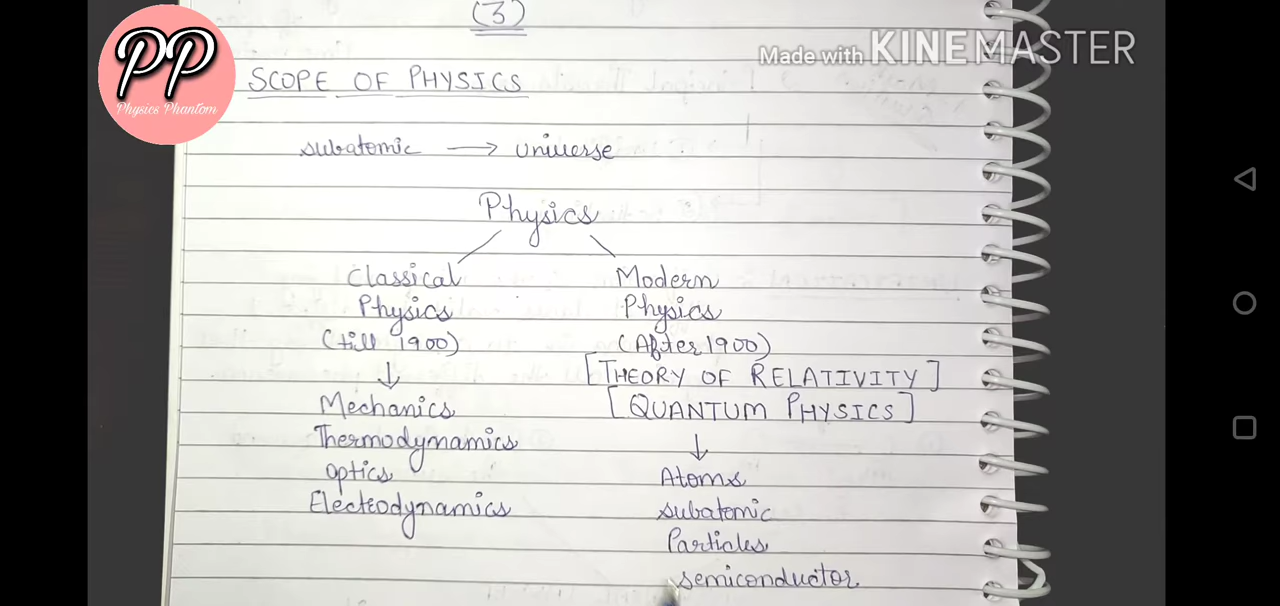 (3)
PP
Physics Phantom
Made with KINEMASTER
SCOPE OF PHYSICS
subatomic → universe
Physics
Classical
Physics
(till 1900)
↓
Mechanics
Thermodynamics
optics
Electrodynamics
Modern
Physics
(After 1900)
[THEORY OF RELATIVITY]
[QUANTUM PHYSICS]
↓
Atoms
subatomic
Particles
semiconductor